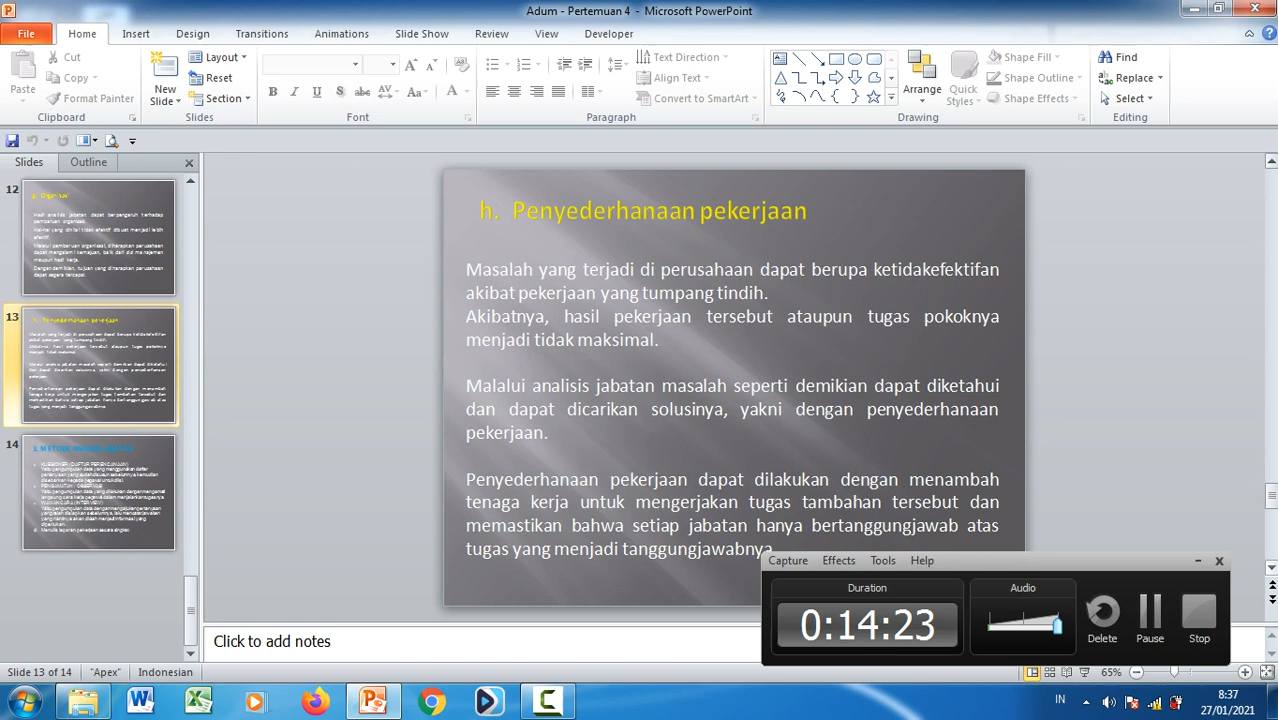 Adum - Pertemuan 4 - Microsoft PowerPoint
File Home Insert Design Transitions Animations Slide Show Review View Developer
Paste
Cut
Copy
Format Painter
Clipboard
New Slide
Layout
Reset
Section
Slides
Font
Text Direction
Align Text
Convert to SmartArt
Paragraph
Arrange
Quick Styles
Shape Fill
Shape Outline
Shape Effects
Drawing
Find
Replace
Select
Editing
Slides Outline
12
13
14
h. Penyederhanaan pekerjaan
Masalah yang terjadi di perusahaan dapat berupa ketidakefektifan
akibat pekerjaan yang tumpang tindih.
Akibatnya, hasil pekerjaan tersebut ataupun tugas pokoknya
menjadi tidak maksimal.
Malalui analisis jabatan masalah seperti demikian dapat diketahui
dan dapat dicarikan solusinya, yakni dengan penyederhanaan
pekerjaan.
Penyederhanaan pekerjaan dapat dilakukan dengan menambah
tenaga kerja untuk mengerjakan tugas tambahan tersebut dan
memastikan bahwa setiap jabatan hanya bertanggungjawab atas
tugas yang menjadi tanggungjawabnya
Capture Effects Tools Help
Duration
0:14:23
Audio
Delete Pause Stop
Click to add notes
Slide 13 of 14 "Apex" Indonesian
65%
IN
8:37
27/01/2021